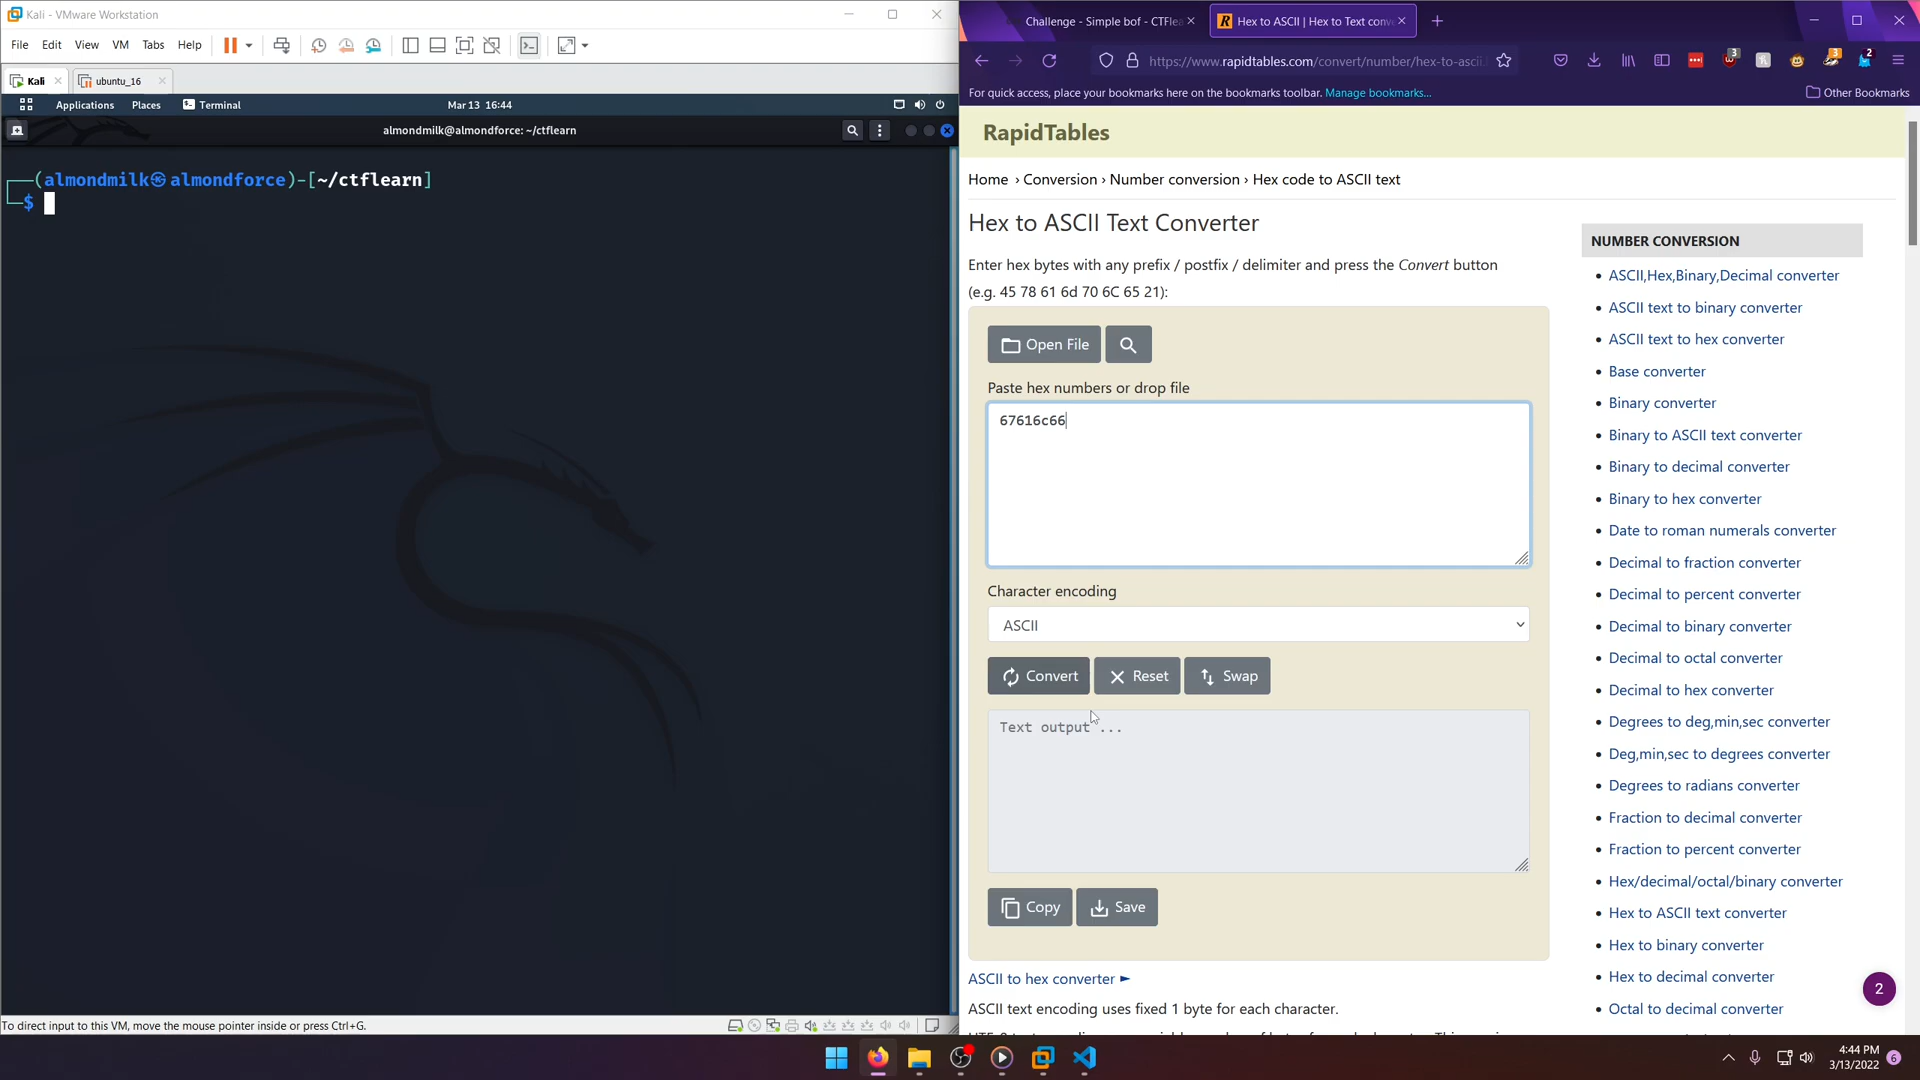 Kali - VMware Workstation
File Edit View VM Tabs Help
Kali ubuntu_16
Applications Places Terminal Mar 13 16:44
almondmilk@almondforce: ~/ctflearn
┌──(almondmilk㉿almondforce)-[~/ctflearn]
└─$
To direct input to this VM, move the mouse pointer inside or press Ctrl+G.
Challenge - Simple bof - CTFlea
Hex to ASCII | Hex to Text conv
https://www.rapidtables.com/convert/number/hex-to-ascii.
3 3 2
For quick access, place your bookmarks here on the bookmarks toolbar. Manage bookmarks...
Other Bookmarks
RapidTables
Home › Conversion › Number conversion › Hex code to ASCII text
Hex to ASCII Text Converter
Enter hex bytes with any prefix / postfix / delimiter and press the Convert button
(e.g. 45 78 61 6d 70 6C 65 21):
Open File
Paste hex numbers or drop file
67616c66
Character encoding
ASCII
Convert Reset Swap
Text output ...
Copy Save
ASCII to hex converter ►
ASCII text encoding uses fixed 1 byte for each character.
NUMBER CONVERSION
ASCII,Hex,Binary,Decimal converter
ASCII text to binary converter
ASCII text to hex converter
Base converter
Binary converter
Binary to ASCII text converter
Binary to decimal converter
Binary to hex converter
Date to roman numerals converter
Decimal to fraction converter
Decimal to percent converter
Decimal to binary converter
Decimal to octal converter
Decimal to hex converter
Degrees to deg,min,sec converter
Deg,min,sec to degrees converter
Degrees to radians converter
Fraction to decimal converter
Fraction to percent converter
Hex/decimal/octal/binary converter
Hex to ASCII text converter
Hex to binary converter
Hex to decimal converter
Octal to decimal converter
2
4:44 PM
3/13/2022
6